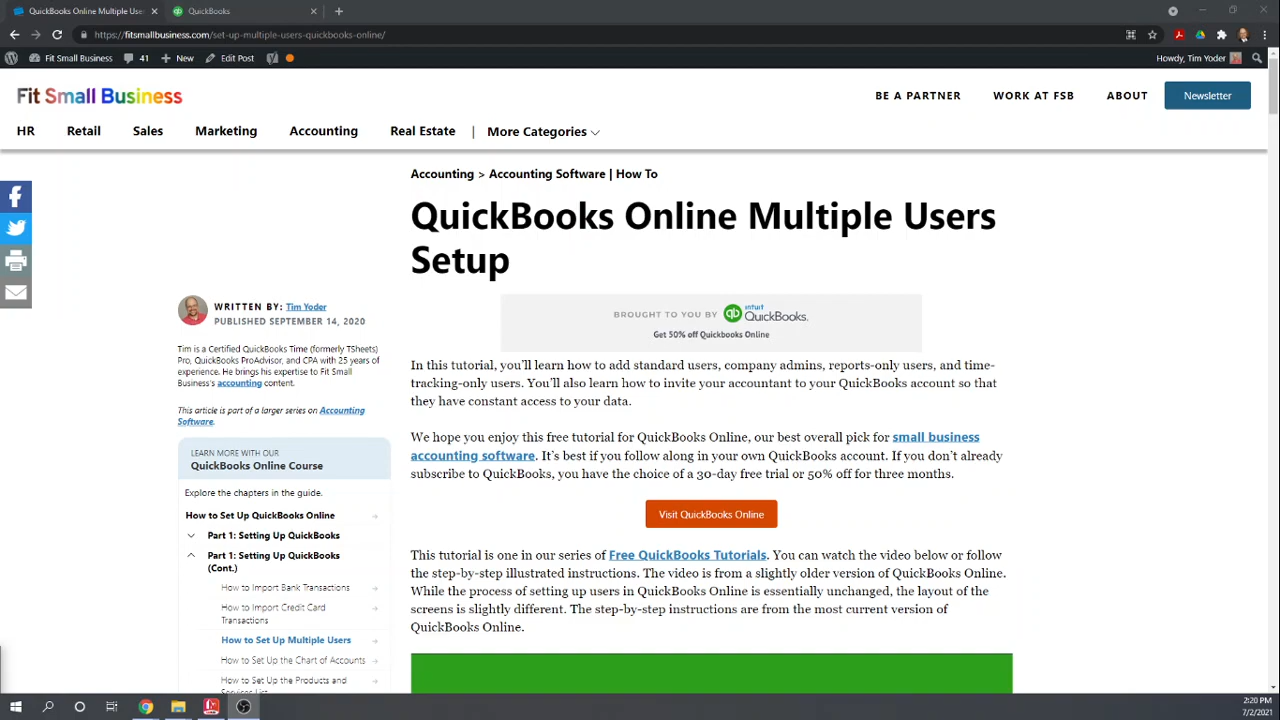 QuickBooks Online Multiple User:
QuickBooks
https://fitsmallbusiness.com/set-up-multiple-users-quickbooks-online/
Fit Small Business
41
New
Edit Post
Howdy, Tim Yoder
Fit Small Business
BE A PARTNER
WORK AT FSB
ABOUT
Newsletter
HR
Retail
Sales
Marketing
Accounting
Real Estate
|
More Categories
Accounting > Accounting Software | How To
QuickBooks Online Multiple Users
Setup
WRITTEN BY: Tim Yoder
PUBLISHED SEPTEMBER 14, 2020
Tim is a Certified QuickBooks Time (formerly TSheets)
Pro, QuickBooks ProAdvisor, and CPA with 25 years of
experience. He brings his expertise to Fit Small
Business's accounting content.
This article is part of a larger series on Accounting
Software.
LEARN MORE WITH OUR
QuickBooks Online Course
Explore the chapters in the guide.
How to Set Up QuickBooks Online
Part 1: Setting Up QuickBooks
Part 1: Setting Up QuickBooks
(Cont.)
How to Import Bank Transactions
How to Import Credit Card
Transactions
How to Set Up Multiple Users
How to Set Up the Chart of Accounts
How to Set Up the Products and
Services List
BROUGHT TO YOU BY
qb
intuit
QuickBooks.
Get 50% off Quickbooks Online
In this tutorial, you'll learn how to add standard users, company admins, reports-only users, and time-
tracking-only users. You'll also learn how to invite your accountant to your QuickBooks account so that
they have constant access to your data.
We hope you enjoy this free tutorial for QuickBooks Online, our best overall pick for small business
accounting software. It's best if you follow along in your own QuickBooks account. If you don't already
subscribe to QuickBooks, you have the choice of a 30-day free trial or 50% off for three months.
Visit QuickBooks Online
This tutorial is one in our series of Free QuickBooks Tutorials. You can watch the video below or follow
the step-by-step illustrated instructions. The video is from a slightly older version of QuickBooks Online.
While the process of setting up users in QuickBooks Online is essentially unchanged, the layout of the
screens is slightly different. The step-by-step instructions are from the most current version of
QuickBooks Online.
2:20 PM
7/2/2021